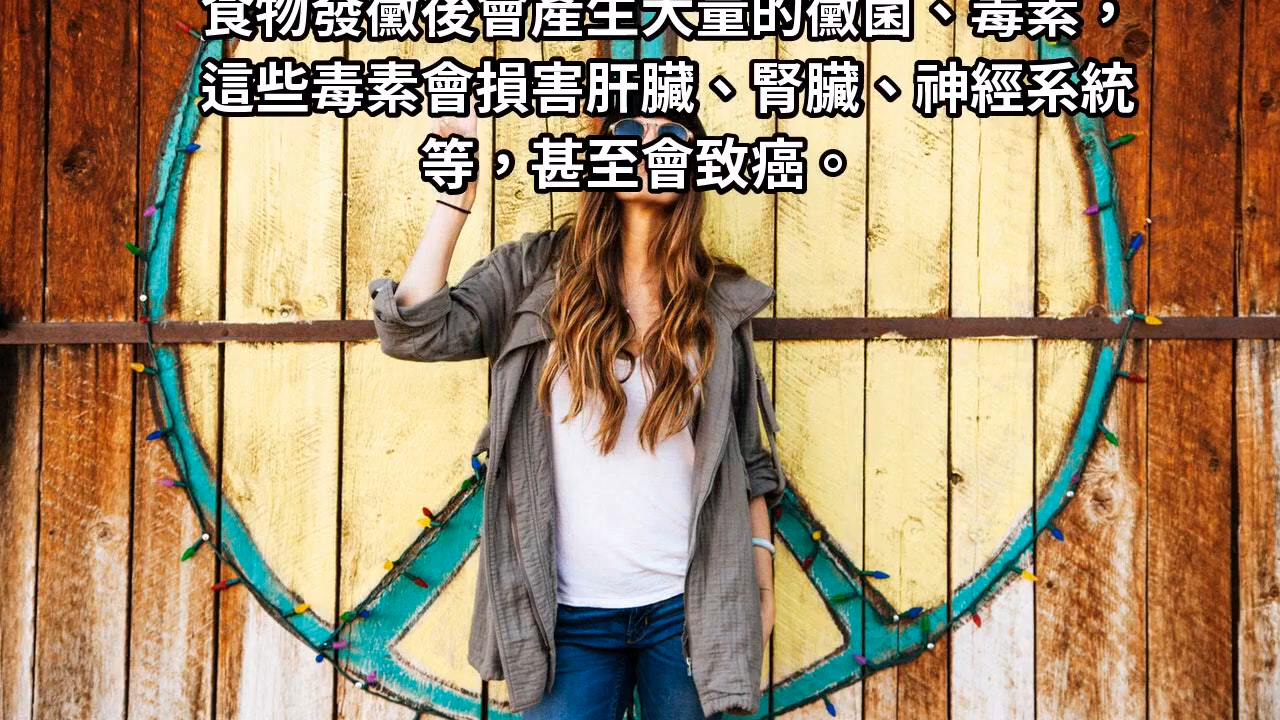 食物發黴後會產生大量的黴菌、毒素，
這些毒素會損害肝臟、腎臟、神經系統
等，甚至會致癌。